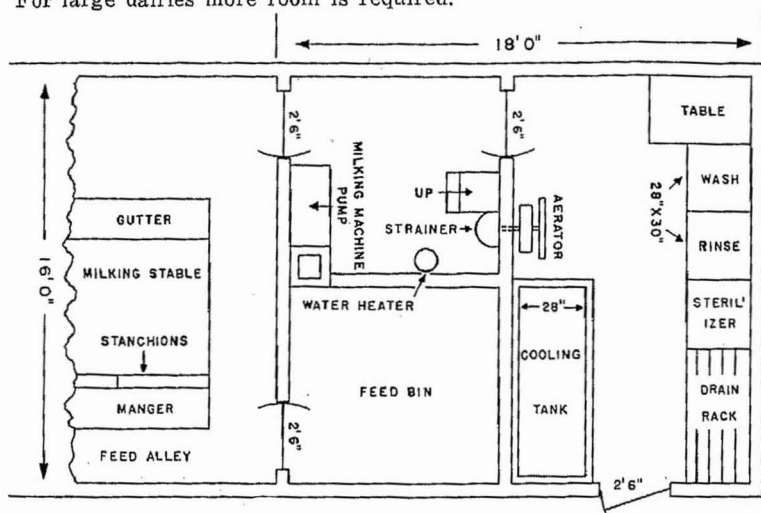 For large dairies more room is required.
18'0"
2'6"
2'6"
TABLE
MILKING MACHINE
PUMP
UP
AERATOR
28"X30"
WASH
GUTTER
STRAINER
RINSE
16'0"
MILKING STABLE
WATER HEATER
28"
STERIL'
IZER
STANCHIONS
COOLING
TANK
FEED BIN
DRAIN
RACK
MANGER
FEED ALLEY
2'6"
2'6"